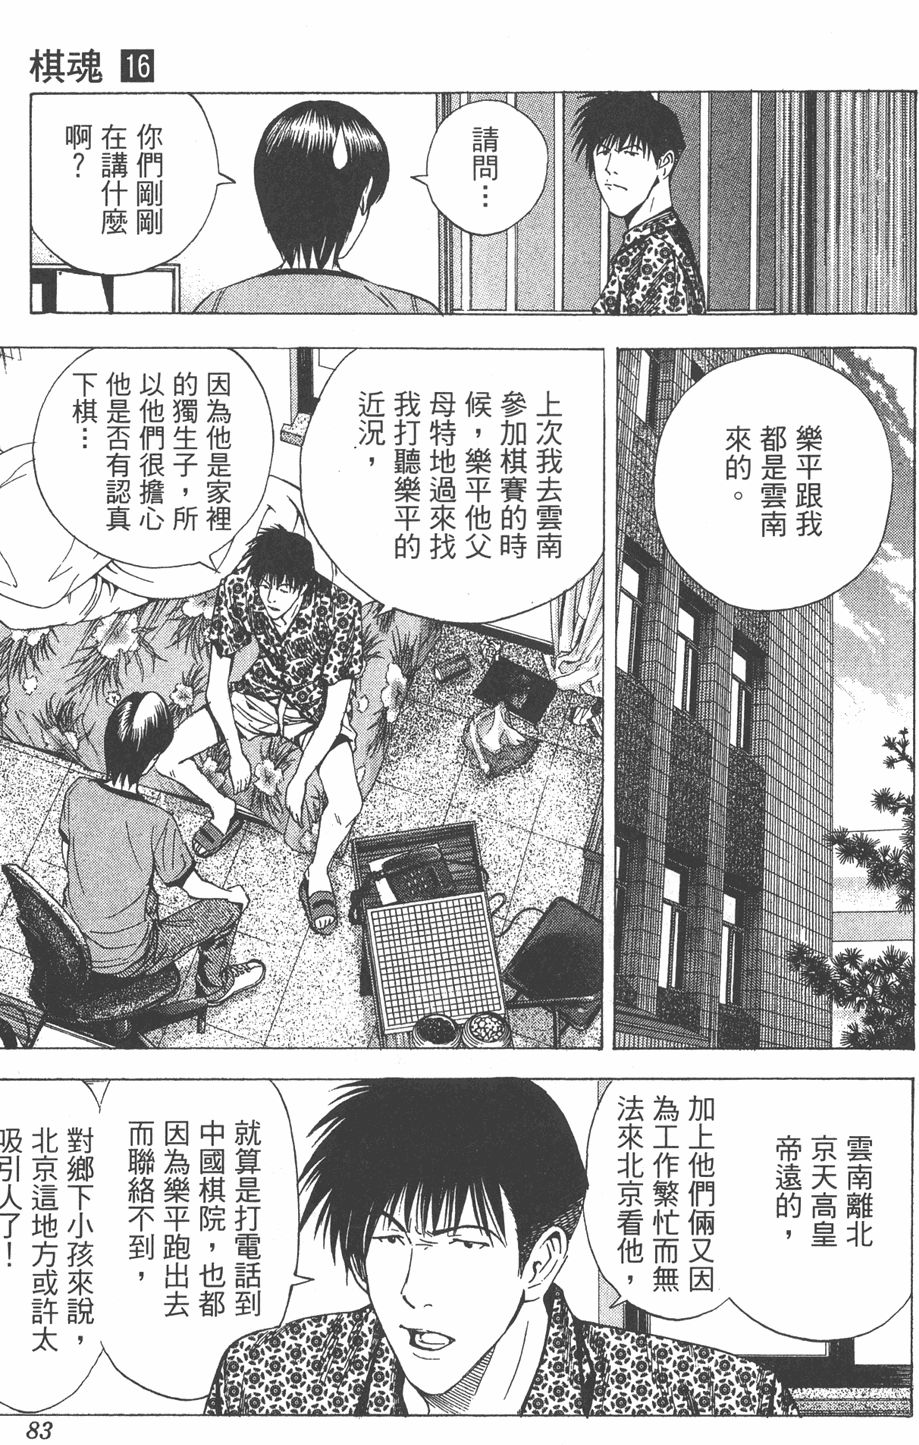 棋魂 16
請問…
你們剛剛
在講什麼
啊？
樂平跟我
都是雲南
來的。
上次我去雲南
參加棋賽的時
候，樂平他父
母特地過來找
我打聽樂平的
近況，
因為他是家裡
的獨生子，所
以他們很擔心
他是否有認真
下棋…
雲南離北
京天高皇
帝遠的，
加上他們倆又因
為工作繁忙而無
法來北京看他，
就算是打電話到
中國棋院，也都
因為樂平跑出去
而聯絡不到，
對鄉下小孩來說，
北京這地方或許太
吸引人了！
83